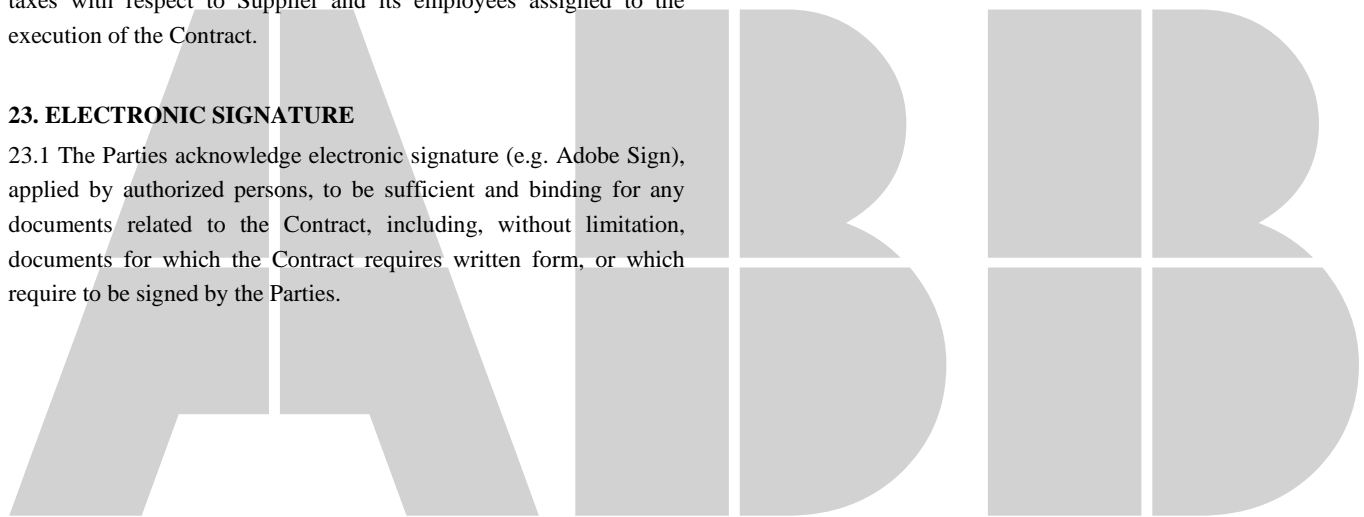 taxes with respect to Supplier and its employees assigned to the
execution of the Contract.
23. ELECTRONIC SIGNATURE
23.1 The Parties acknowledge electronic signature (e.g. Adobe Sign),
applied by authorized persons, to be sufficient and binding for any
documents related to the Contract, including, without limitation,
documents for which the Contract requires written form, or which
require to be signed by the Parties.
ABB